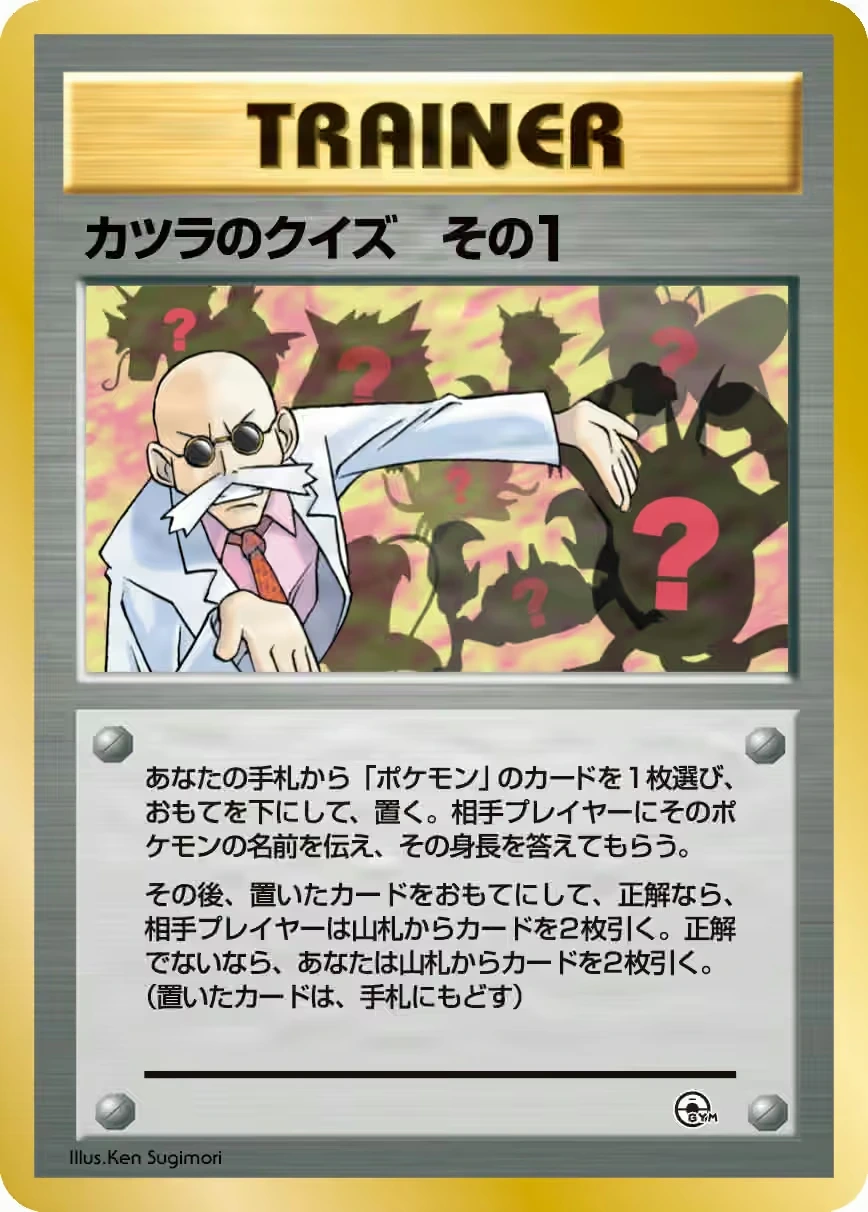 TRAINER
カツラのクイズ　その1
?
?
?
?
?
?
あなたの手札から「ポケモン」のカードを1枚選び、
おもてを下にして、置く。相手プレイヤーにそのポ
ケモンの名前を伝え、その身長を答えてもらう。
その後、置いたカードをおもてにして、正解なら、
相手プレイヤーは山札からカードを2枚引く。正解
でないなら、あなたは山札からカードを2枚引く。
（置いたカードは、手札にもどす）
GYM
Illus.Ken Sugimori